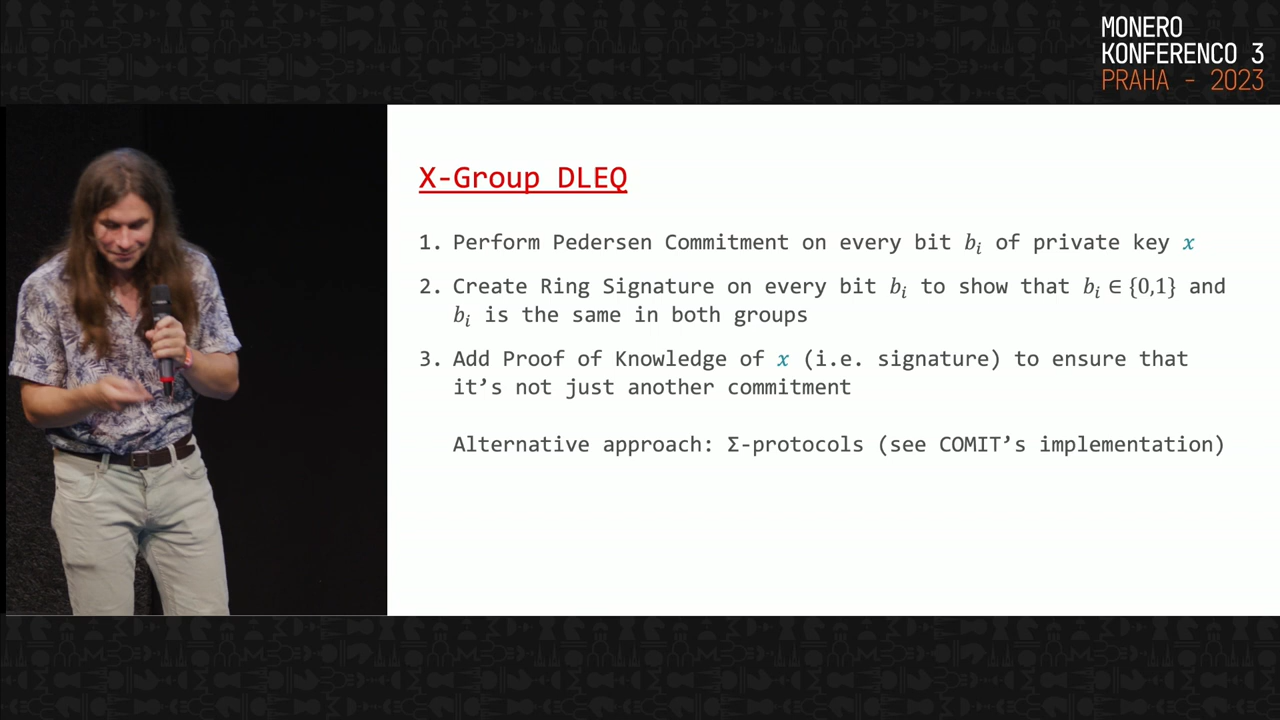 MONERO
KONFERENCO 3
PRAHA - 2023
X-Group DLEQ
1. Perform Pedersen Commitment on every bit bᵢ of private key x
2. Create Ring Signature on every bit bᵢ to show that bᵢ ∈ {0,1} and
bᵢ is the same in both groups
3. Add Proof of Knowledge of x (i.e. signature) to ensure that
it’s not just another commitment
Alternative approach: Σ-protocols (see COMIT’s implementation)